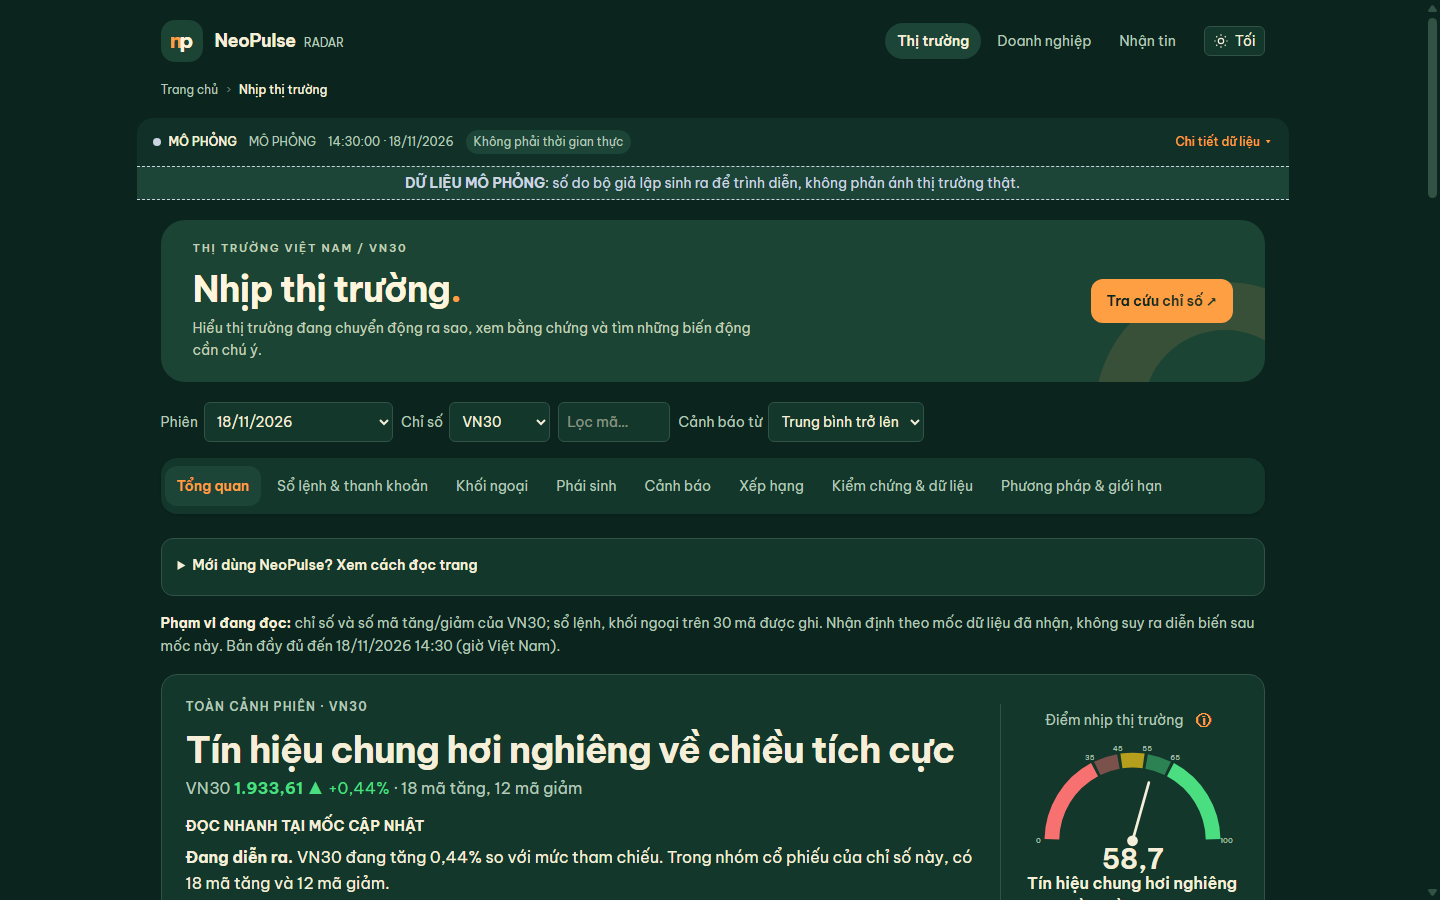 np NeoPulse RADAR
Thị trường Doanh nghiệp Nhận tin Tối
Trang chủ › Nhịp thị trường
MÔ PHỎNG MÔ PHỎNG 14:30:00 · 18/11/2026 Không phải thời gian thực Chi tiết dữ liệu
DỮ LIỆU MÔ PHỎNG: số do bộ giả lập sinh ra để trình diễn, không phản ánh thị trường thật.
THỊ TRƯỜNG VIỆT NAM / VN30
Nhịp thị trường.
Hiểu thị trường đang chuyển động ra sao, xem bằng chứng và tìm những biến động
cần chú ý.
Tra cứu chỉ số ↗
Phiên 18/11/2026 Chỉ số VN30 Lọc mã... Cảnh báo từ Trung bình trở lên
Tổng quan Sổ lệnh & thanh khoản Khối ngoại Phái sinh Cảnh báo Xếp hạng Kiểm chứng & dữ liệu Phương pháp & giới hạn
▶ Mới dùng NeoPulse? Xem cách đọc trang
Phạm vi đang đọc: chỉ số và số mã tăng/giảm của VN30; sổ lệnh, khối ngoại trên 30 mã được ghi. Nhận định theo mốc dữ liệu đã nhận, không suy ra diễn biến sau
mốc này. Bản đầy đủ đến 18/11/2026 14:30 (giờ Việt Nam).
TOÀN CẢNH PHIÊN · VN30
Tín hiệu chung hơi nghiêng về chiều tích cực
VN30 1.933,61 ▲ +0,44% · 18 mã tăng, 12 mã giảm
ĐỌC NHANH TẠI MỐC CẬP NHẬT
Đang diễn ra. VN30 đang tăng 0,44% so với mức tham chiếu. Trong nhóm cổ phiếu của chỉ số này, có
18 mã tăng và 12 mã giảm.
Điểm nhịp thị trường
0 35 45 55 65 100
58,7
Tín hiệu chung hơi nghiêng